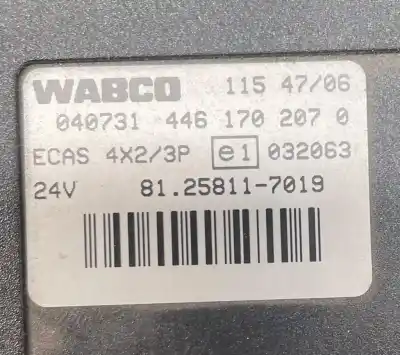 WABCO 115 47/06
040731 446 170 207 0
ECAS 4X2/3P e1 032063
24V 81.25811-7019